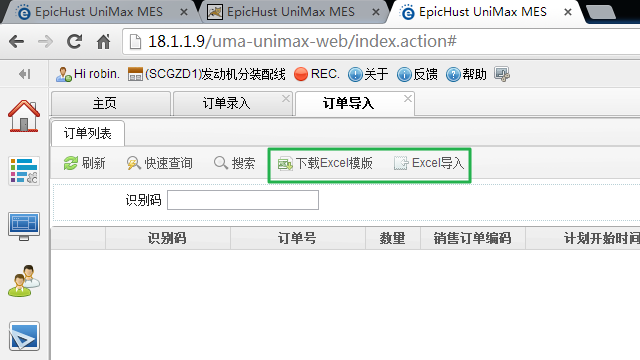 EpicHust UniMax MES EpicHust UniMax MES EpicHust UniMax MES
18.1.1.9/uma-unimax-web/index.action#
Hi robin. (SCGZD1)发动机分装配线 REC. 关于 反馈 帮助
主页 订单录入 订单导入
订单列表
刷新 快速查询 搜索 下载Excel模版 Excel导入
识别码
识别码 订单号 数量 销售订单编码 计划开始时间